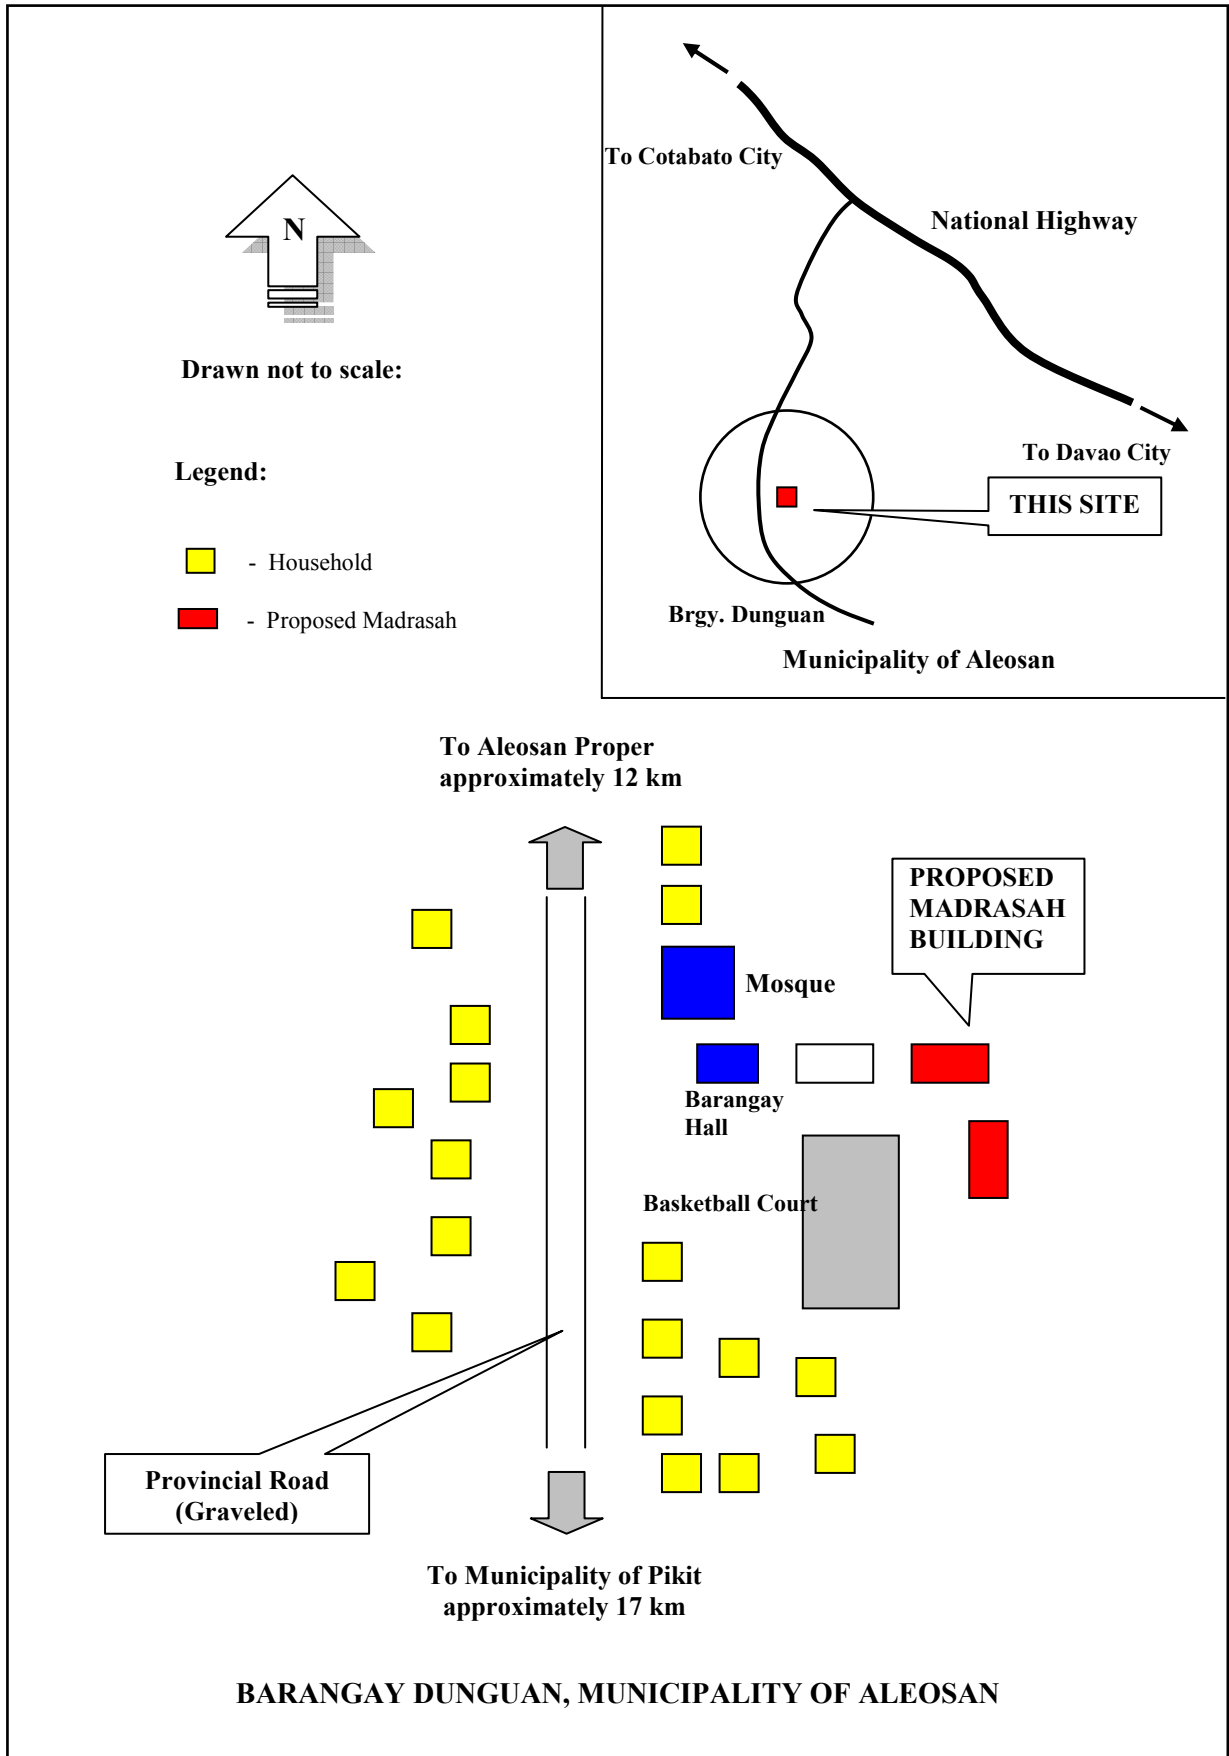 To Cotabato City
National Highway
N
Drawn not to scale:
To Davao City
Legend:
THIS SITE
- Household
- Proposed Madrasah
Brgy. Dunguan
Municipality of Aleosan
To Aleosan Proper
approximately 12 km
PROPOSED
MADRASAH
BUILDING
Mosque
Barangay
Hall
Basketball Court
Provincial Road
(Graveled)
To Municipality of Pikit
approximately 17 km
BARANGAY DUNGUAN, MUNICIPALITY OF ALEOSAN